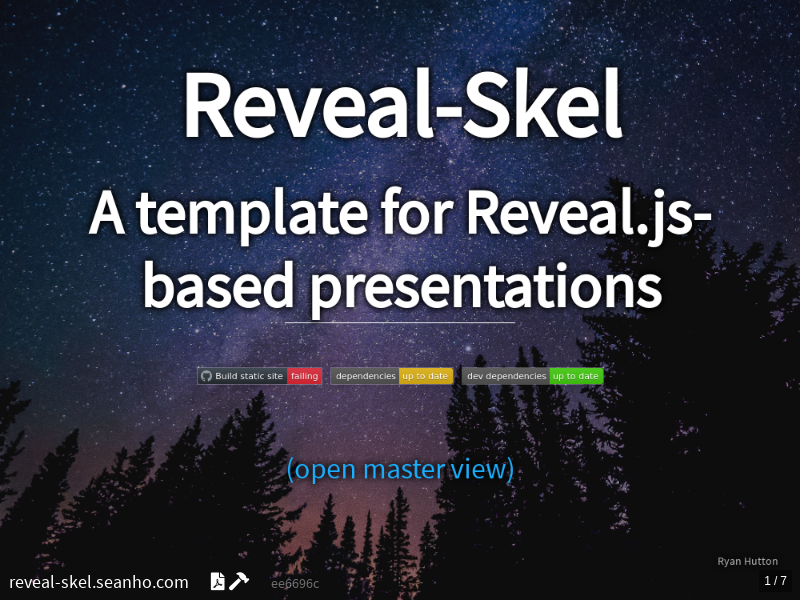 Reveal-Skel
A template for Reveal.js-
based presentations
Build static site failing dependencies up to date dev dependencies up to date
(open master view)
Ryan Hutton
reveal-skel.seanho.com ee6696c 1 / 7